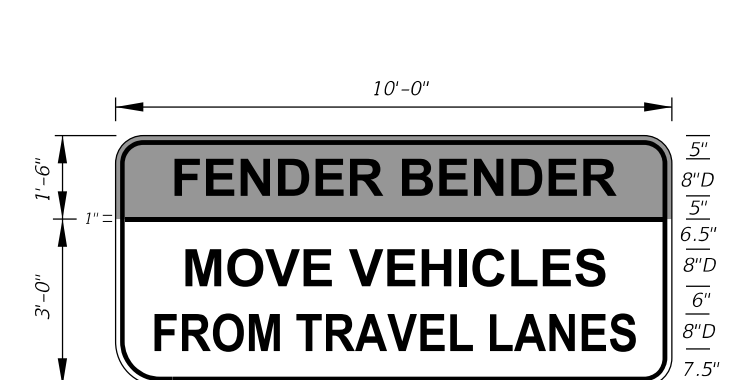 10'-0"
1'-6"
5"
FENDER BENDER
8"D
1"
5"
6.5"
MOVE VEHICLES
8"D
3'-0"
6"
FROM TRAVEL LANES
8"D
7.5"